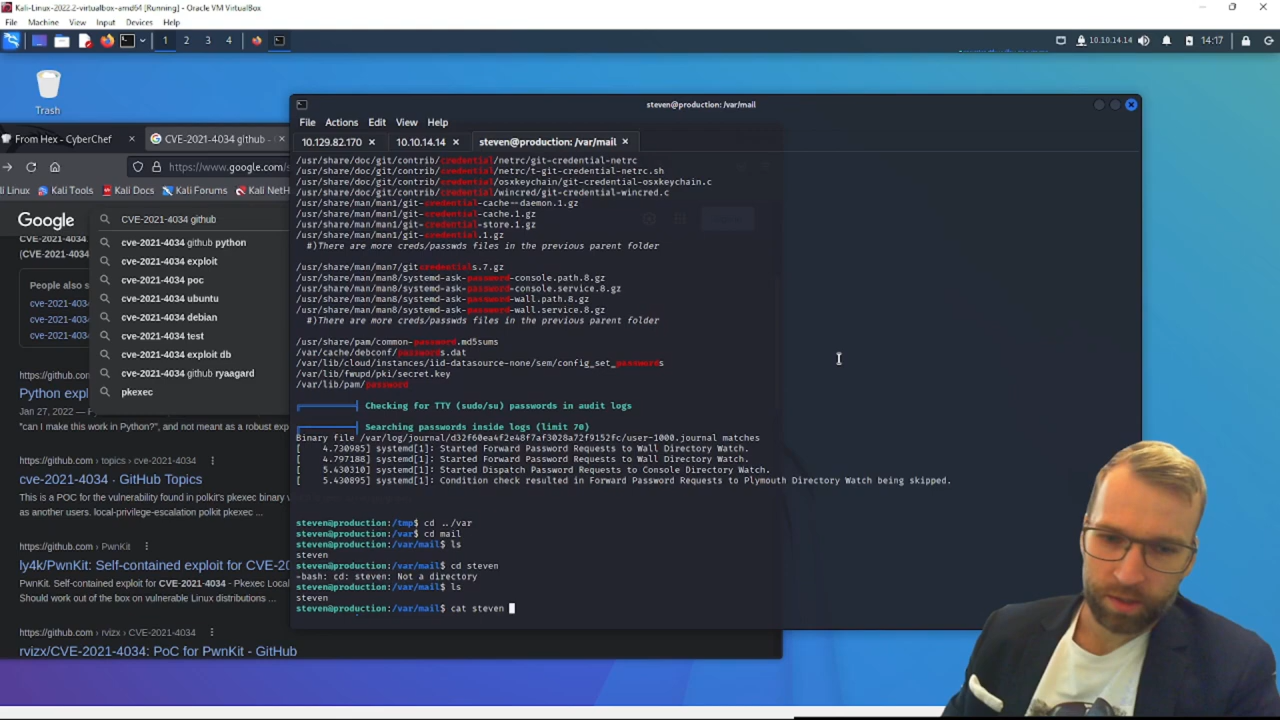 Kali-Linux-2022.2-virtualbox-amd64 [Running] - Oracle VM VirtualBox
File Machine View Input Devices Help
1 2 3 4
10.10.14.14
14:17
Trash
steven@production: /var/mail
File Actions Edit View Help
10.129.82.170
10.10.14.14
steven@production: /var/mail
From Hex - CyberChef
CVE-2021-4034 github -
https://www.google.com/s
li Linux
Kali Tools
Kali Docs
Kali Forums
Kali NetH
Google
CVE-2021-4034 github
cve-2021-4034 github python
cve-2021-4034 exploit
cve-2021-4034 poc
cve-2021-4034 ubuntu
cve-2021-4034 debian
cve-2021-4034 test
cve-2021-4034 exploit db
cve-2021-4034 github ryaagard
pkexec
CVE-2021-4034
(CVE-2021-4034
People also s
cve-2021-4034
cve-2021-4034
cve-2021-4034
https://github.c
Python expl
Jan 27, 2022 —
"can I make this work in Python?", and not meant as a robust exp
https://github.com › topics › cve-2021-4034
cve-2021-4034 · GitHub Topics
This is a POC for the vulnerability found in polkit's pkexec binary
as another users. local-privilege-escalation polkit pkexec ...
https://github.com › PwnKit
ly4k/PwnKit: Self-contained exploit for CVE-20
PwnKit. Self-contained exploit for CVE-2021-4034 - Pkexec Local
Should work out of the box on vulnerable Linux distributions ...
https://github.com › rvizx › CVE-2021-4034
rvizx/CVE-2021-4034: PoC for PwnKit - GitHub
/usr/share/doc/git/contrib/credential/netrc/git-credential-netrc
/usr/share/doc/git/contrib/credential/netrc/t-git-credential-netrc.sh
/usr/share/doc/git/contrib/credential/osxkeychain/git-credential-osxkeychain.c
/usr/share/doc/git/contrib/credential/wincred/git-credential-wincred.c
/usr/share/man/man1/git-credential-cache--daemon.1.gz
/usr/share/man/man1/git-credential-cache.1.gz
/usr/share/man/man1/git-credential-store.1.gz
/usr/share/man/man1/git-credential.1.gz
#)There are more creds/passwds files in the previous parent folder
/usr/share/man/man7/gitcredentials.7.gz
/usr/share/man/man8/systemd-ask-password-console.path.8.gz
/usr/share/man/man8/systemd-ask-password-console.service.8.gz
/usr/share/man/man8/systemd-ask-password-wall.path.8.gz
/usr/share/man/man8/systemd-ask-password-wall.service.8.gz
#)There are more creds/passwds files in the previous parent folder
/usr/share/pam/common-password.md5sums
/var/cache/debconf/passwords.dat
/var/lib/cloud/instances/iid-datasource-none/sem/config_set_passwords
/var/lib/fwupd/pki/secret.key
/var/lib/pam/password
Checking for TTY (sudo/su) passwords in audit logs
Searching passwords inside logs (limit 70)
Binary file /var/log/journal/d32f60ea4f2e48f7af3028a72f9152fc/user-1000.journal matches
[ 4.730985] systemd[1]: Started Forward Password Requests to Wall Directory Watch.
[ 4.797188] systemd[1]: Started Forward Password Requests to Wall Directory Watch.
[ 5.430310] systemd[1]: Started Dispatch Password Requests to Console Directory Watch.
[ 5.430895] systemd[1]: Condition check resulted in Forward Password Requests to Plymouth Directory Watch being skipped.
steven@production:/tmp$ cd ../var
steven@production:/var$ cd mail
steven@production:/var/mail$ ls
steven
steven@production:/var/mail$ cd steven
-bash: cd: steven: Not a directory
steven@production:/var/mail$ ls
steven
steven@production:/var/mail$ cat steven